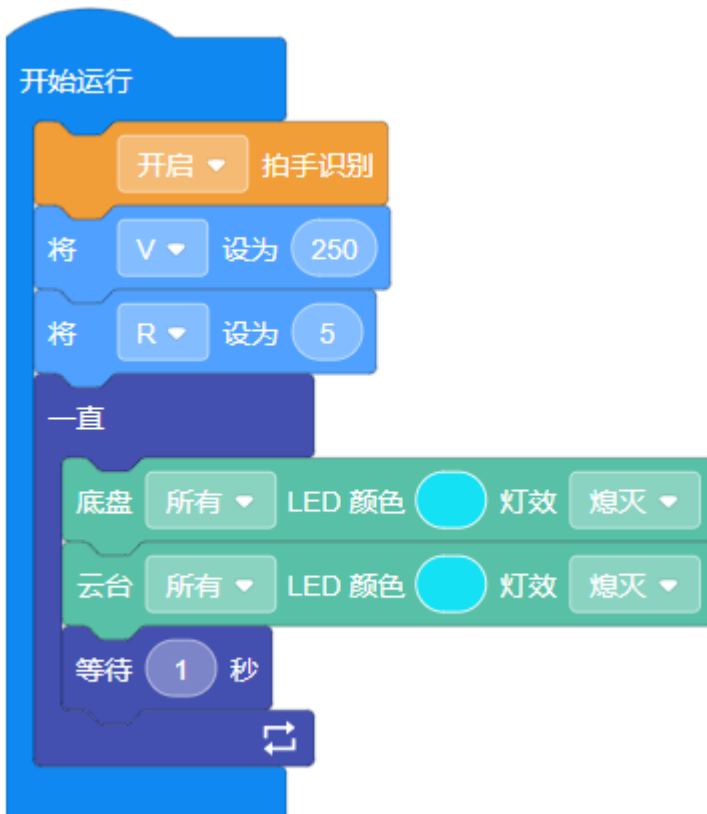 开始运行
开启 拍手识别
将 V 设为 250
将 R 设为 5
一直
底盘 所有 LED 颜色 灯效 熄灭
云台 所有 LED 颜色 灯效 熄灭
等待 1 秒